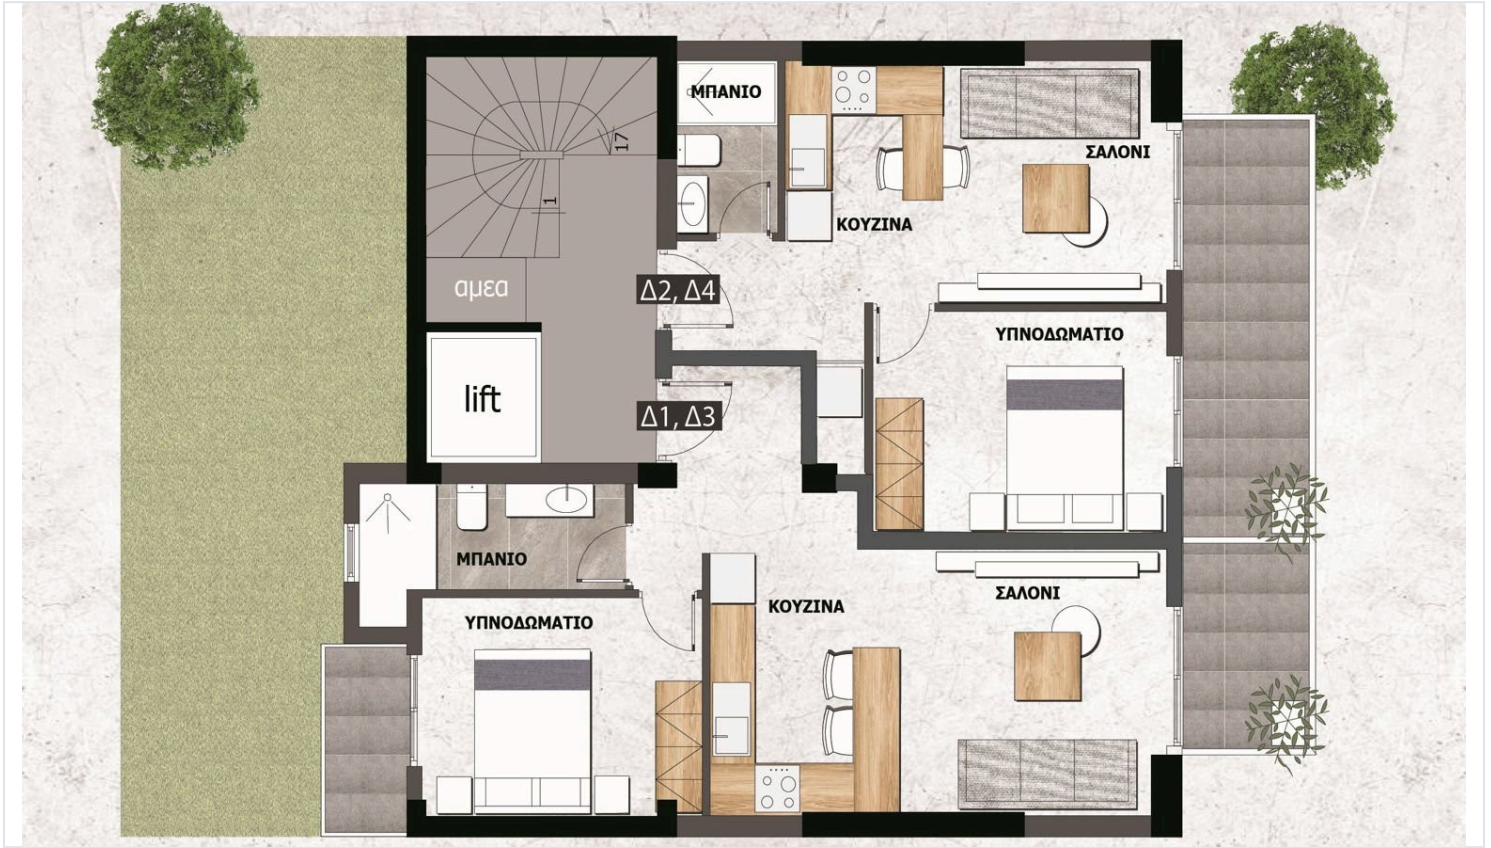 ΜΠΑΝΙΟ
17
ΣΑΛΟΝΙ
1
ΚΟΥΖΙΝΑ
αμεα
Δ2, Δ4
ΥΠΝΟΔΩΜΑΤΙΟ
lift
Δ1, Δ3
ΜΠΑΝΙΟ
ΣΑΛΟΝΙ
ΚΟΥΖΙΝΑ
ΥΠΝΟΔΩΜΑΤΙΟ